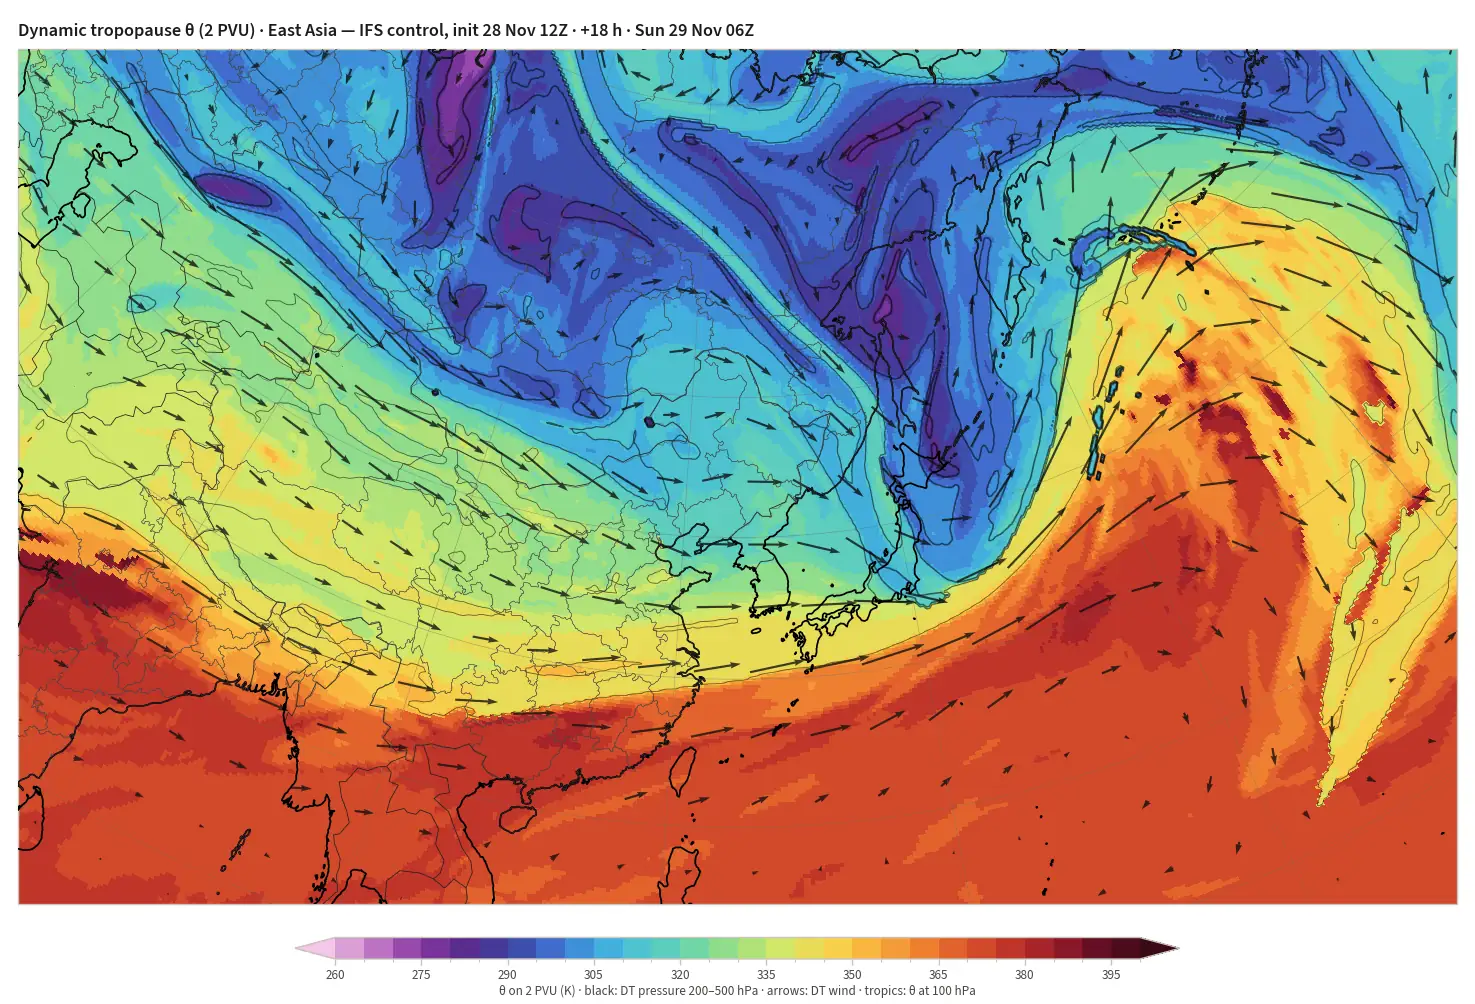 Dynamic tropopause θ (2 PVU) · East Asia — IFS control, init 28 Nov 12Z · +18 h · Sun 29 Nov 06Z
260 275 290 305 320 335 350 365 380 395
θ on 2 PVU (K) · black: DT pressure 200–500 hPa · arrows: DT wind · tropics: θ at 100 hPa